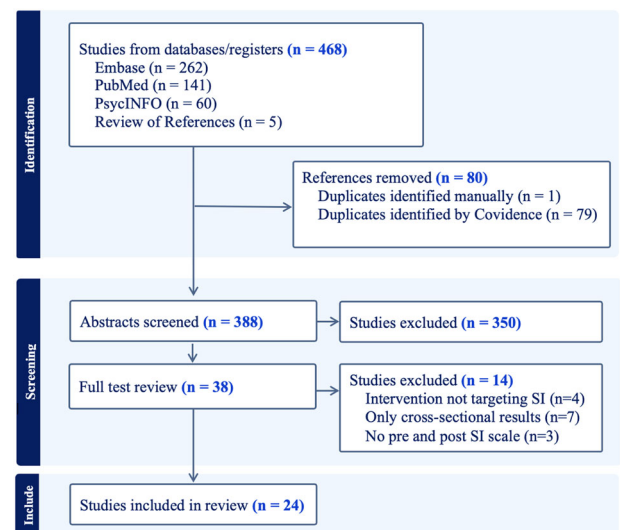 Identification
Studies from databases/registers (n = 468)
Embase (n = 262)
PubMed (n = 141)
PsycINFO (n = 60)
Review of References (n = 5)
References removed (n = 80)
Duplicates identified manually (n = 1)
Duplicates identified by Covidence (n = 79)
Screening
Abstracts screened (n = 388)
Studies excluded (n = 350)
Full test review (n = 38)
Studies excluded (n = 14)
Intervention not targeting SI (n=4)
Only cross-sectional results (n=7)
No pre and post SI scale (n=3)
Include
Studies included in review (n = 24)